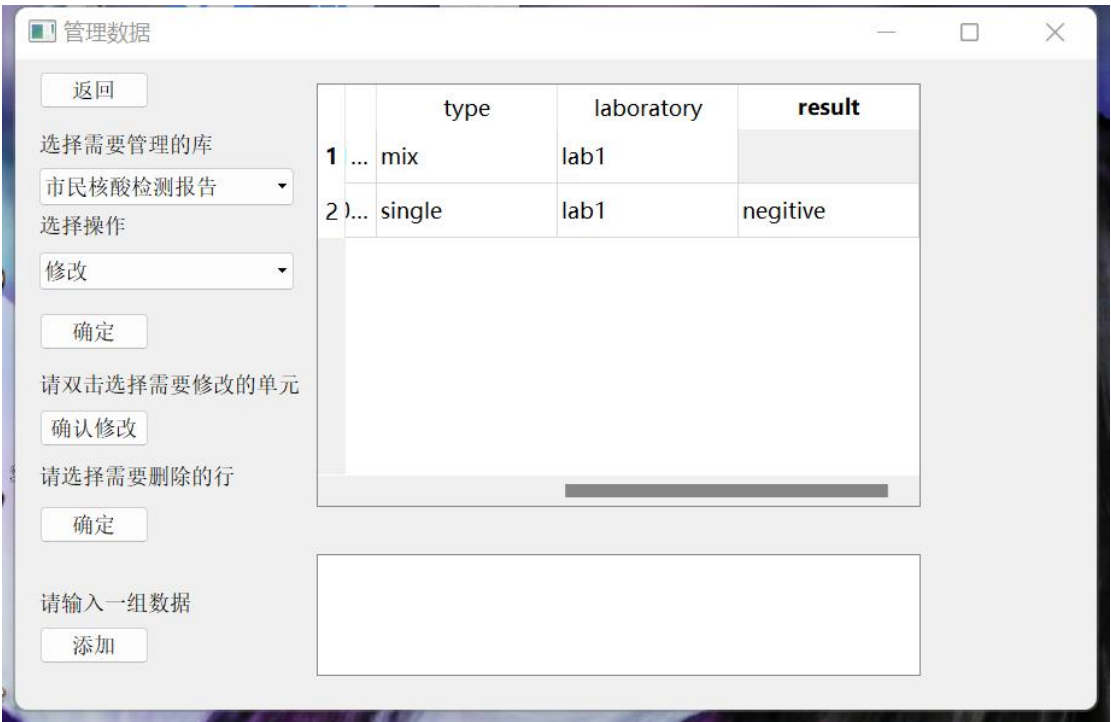 管理数据
返回
选择需要管理的库
市民核酸检测报告
选择操作
修改
确定
请双击选择需要修改的单元
确认修改
请选择需要删除的行
确定
请输入一组数据
添加
type laboratory result
1 ... mix lab1
2 )... single lab1 negitive